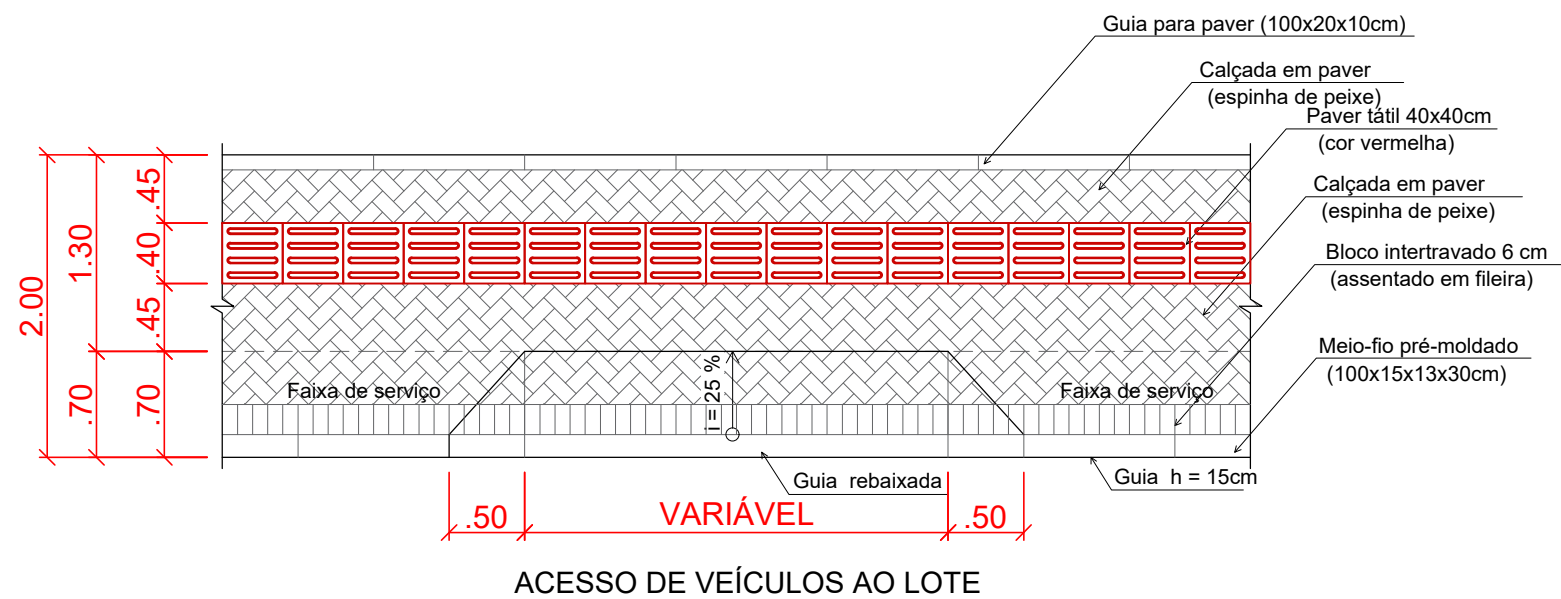 Guia para paver (100x20x10cm)
Calçada em paver
(espinha de peixe)
Paver tátil 40x40cm
(cor vermelha)
Calçada em paver
(espinha de peixe)
Bloco intertravado 6 cm
(assentado em fileira)
Meio-fio pré-moldado
(100x15x13x30cm)
2.00
1.30
.70
.45
.40
.45
.70
Faixa de serviço
i = 25 %
Faixa de serviço
Guia rebaixada
Guia h = 15cm
.50
VARIÁVEL
.50
ACESSO DE VEÍCULOS AO LOTE